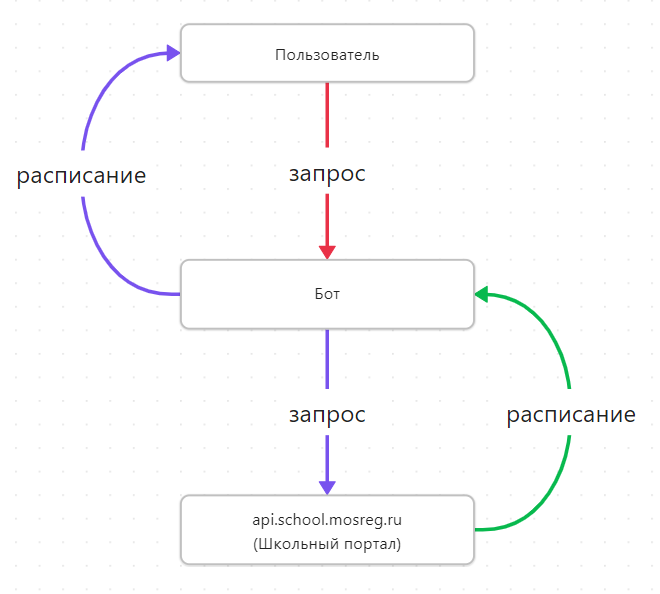 Пользователь
расписание
запрос
Бот
запрос
расписание
api.school.mosreg.ru
(Школьный портал)